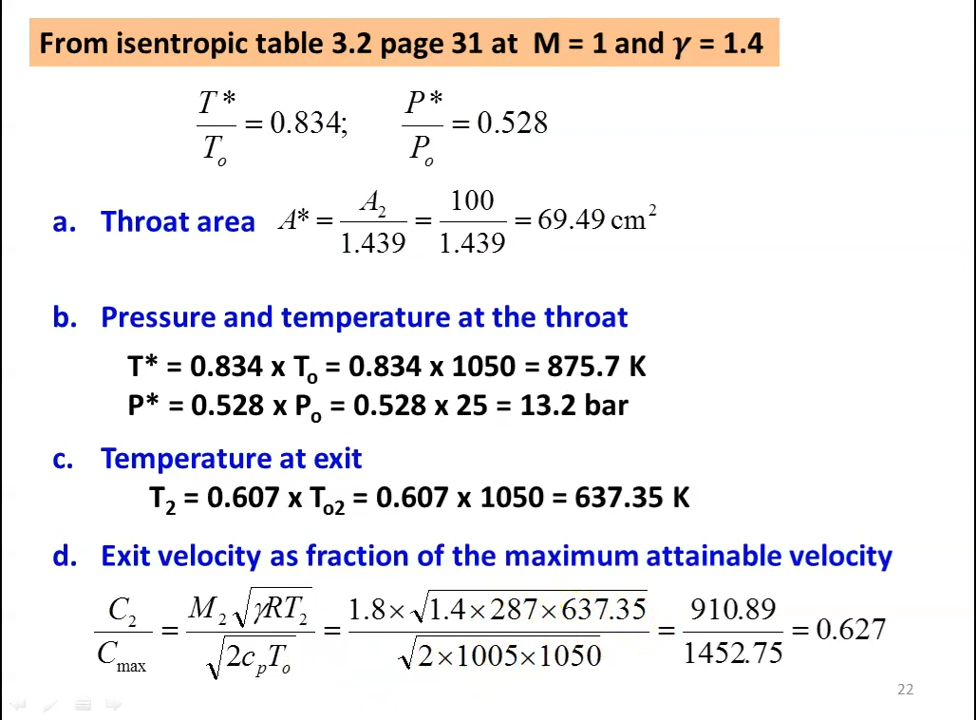 From isentropic table 3.2 page 31 at M = 1 and γ = 1.4
T*/Tₒ = 0.834; P*/Pₒ = 0.528
a. Throat area A* = A₂/1.439 = 100/1.439 = 69.49 cm²
b. Pressure and temperature at the throat
T* = 0.834 x Tₒ = 0.834 x 1050 = 875.7 K
P* = 0.528 x Pₒ = 0.528 x 25 = 13.2 bar
c. Temperature at exit
T₂ = 0.607 x Tₒ₂ = 0.607 x 1050 = 637.35 K
d. Exit velocity as fraction of the maximum attainable velocity
C₂/Cₘₐₓ = M₂√(γRT₂)/√(2cₚTₒ) = 1.8×√(1.4×287×637.35)/√(2×1005×1050) = 910.89/1452.75 = 0.627
22